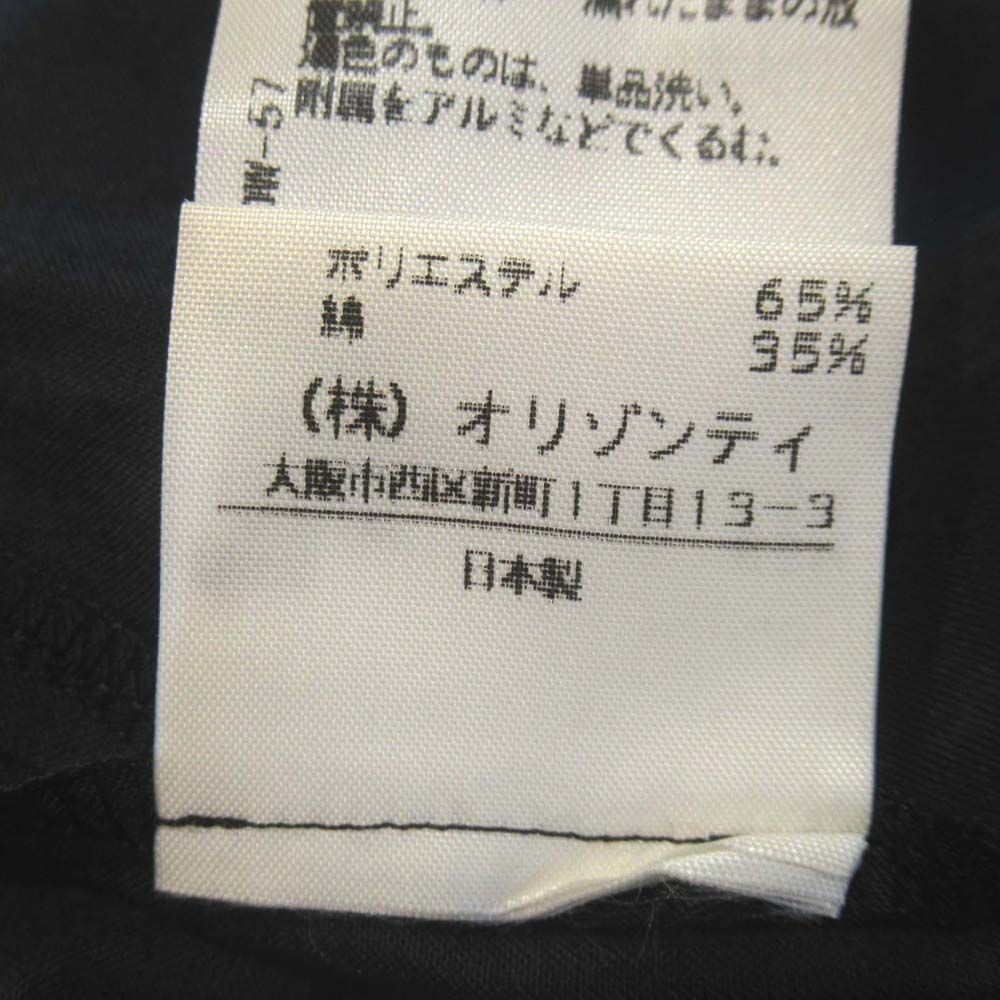 濡れたままの放
置禁止。
濃色のものは、単品洗い。
附属をアルミなどでくるむ。
ポリエステル 65%
綿 35%
(株) オリゾンティ
大阪市西区新町1丁目13-3
日本製